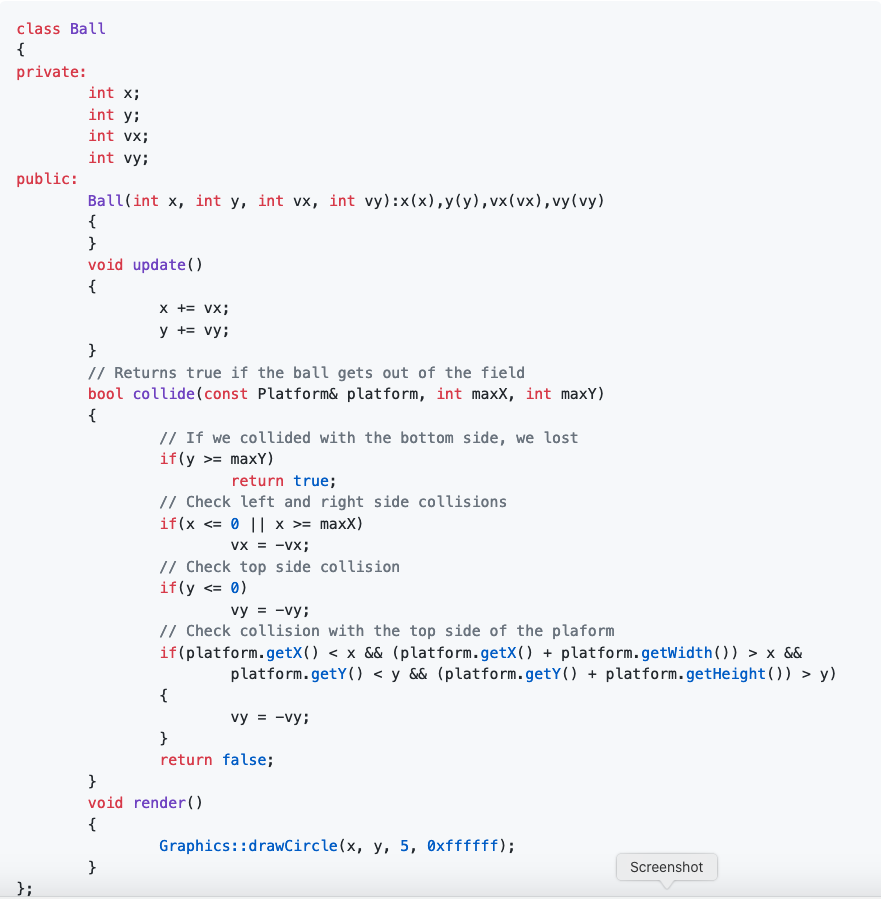 class Ball
{
private:
        int x;
        int y;
        int vx;
        int vy;
public:
        Ball(int x, int y, int vx, int vy):x(x),y(y),vx(vx),vy(vy)
        {
        }
        void update()
        {
                x += vx;
                y += vy;
        }
        // Returns true if the ball gets out of the field
        bool collide(const Platform& platform, int maxX, int maxY)
        {
                // If we collided with the bottom side, we lost
                if(y >= maxY)
                        return true;
                // Check left and right side collisions
                if(x <= 0 || x >= maxX)
                        vx = -vx;
                // Check top side collision
                if(y <= 0)
                        vy = -vy;
                // Check collision with the top side of the plaform
                if(platform.getX() < x && (platform.getX() + platform.getWidth()) > x &&
                        platform.getY() < y && (platform.getY() + platform.getHeight()) > y)
                {
                        vy = -vy;
                }
                return false;
        }
        void render()
        {
                Graphics::drawCircle(x, y, 5, 0xffffff);
        }
Screenshot
};